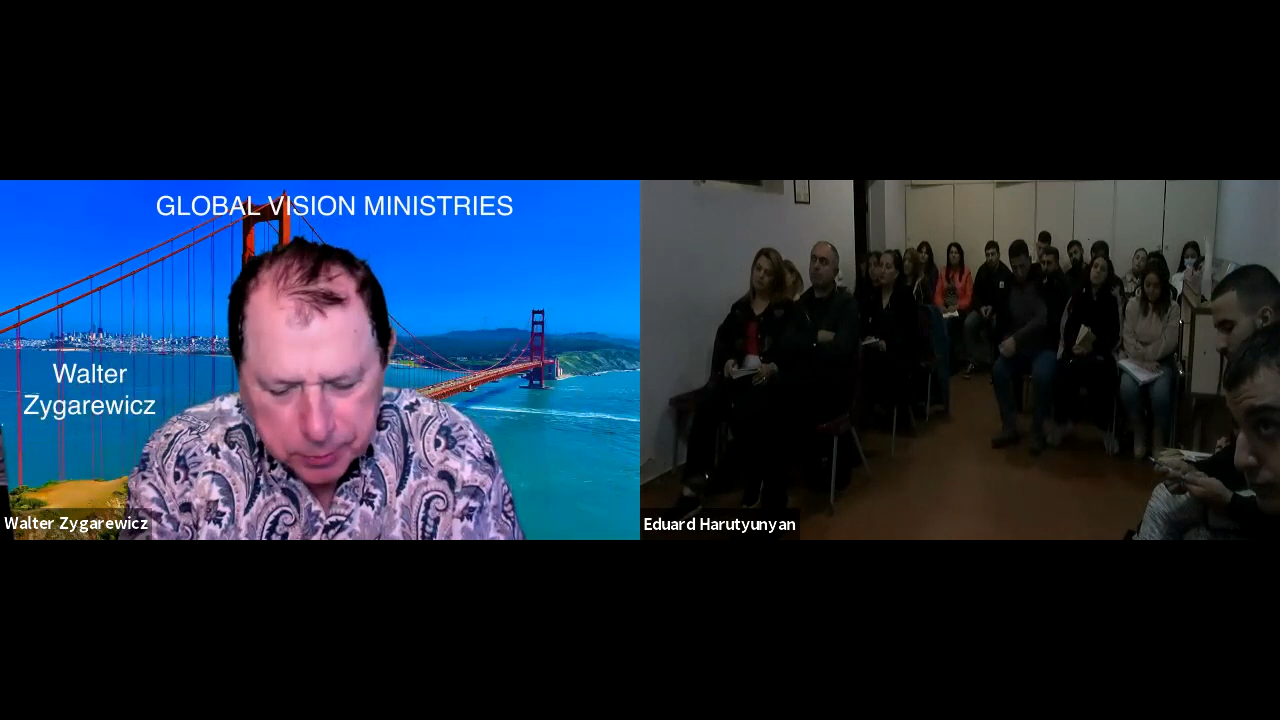 GLOBAL VISION MINISTRIES
Walter
Zygarewicz
Walter Zygarewicz
Eduard Harutyunyan